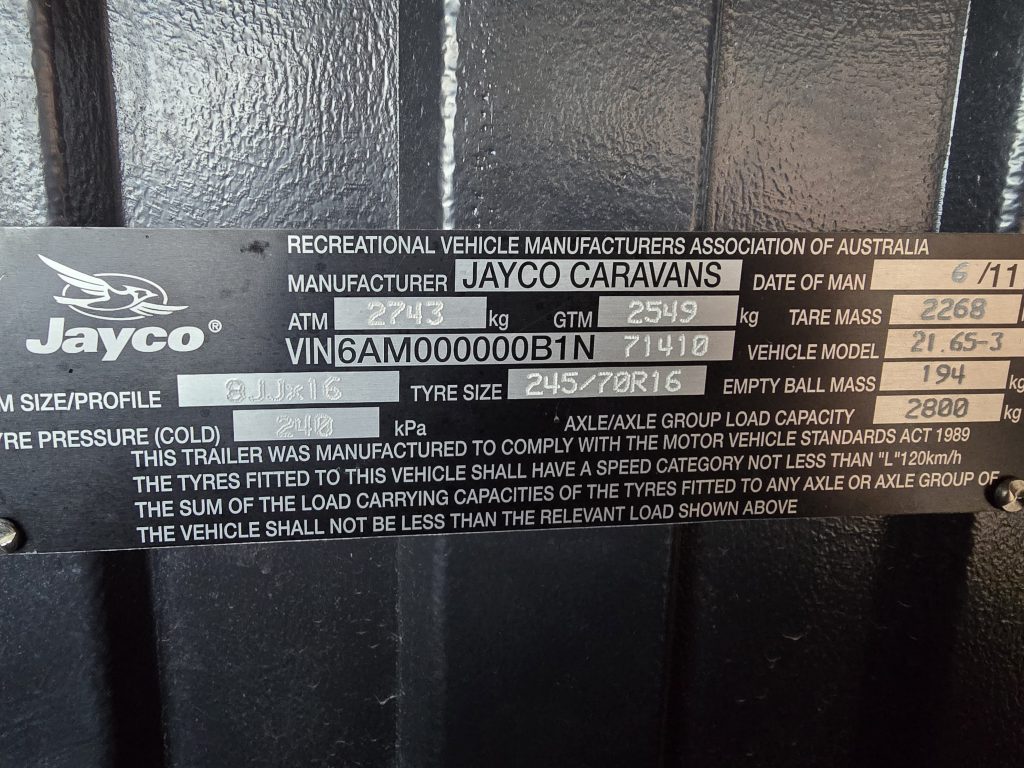 RECREATIONAL VEHICLE MANUFACTURERS ASSOCIATION OF AUSTRALIA
Jayco®
MANUFACTURER JAYCO CARAVANS DATE OF MAN 6 /11
ATM 2743 kg GTM 2549 kg TARE MASS 2268
VIN 6AM000000B1N 71410 VEHICLE MODEL 21.65-3
M SIZE/PROFILE 8JJx16 TYRE SIZE 245/70R16 EMPTY BALL MASS 194 kg
YRE PRESSURE (COLD) 240 kPa AXLE/AXLE GROUP LOAD CAPACITY 2800 kg
THIS TRAILER WAS MANUFACTURED TO COMPLY WITH THE MOTOR VEHICLE STANDARDS ACT 1989
THE TYRES FITTED TO THIS VEHICLE SHALL HAVE A SPEED CATEGORY NOT LESS THAN "L"120km/h
THE SUM OF THE LOAD CARRYING CAPACITIES OF THE TYRES FITTED TO ANY AXLE OR AXLE GROUP OF
THE VEHICLE SHALL NOT BE LESS THAN THE RELEVANT LOAD SHOWN ABOVE